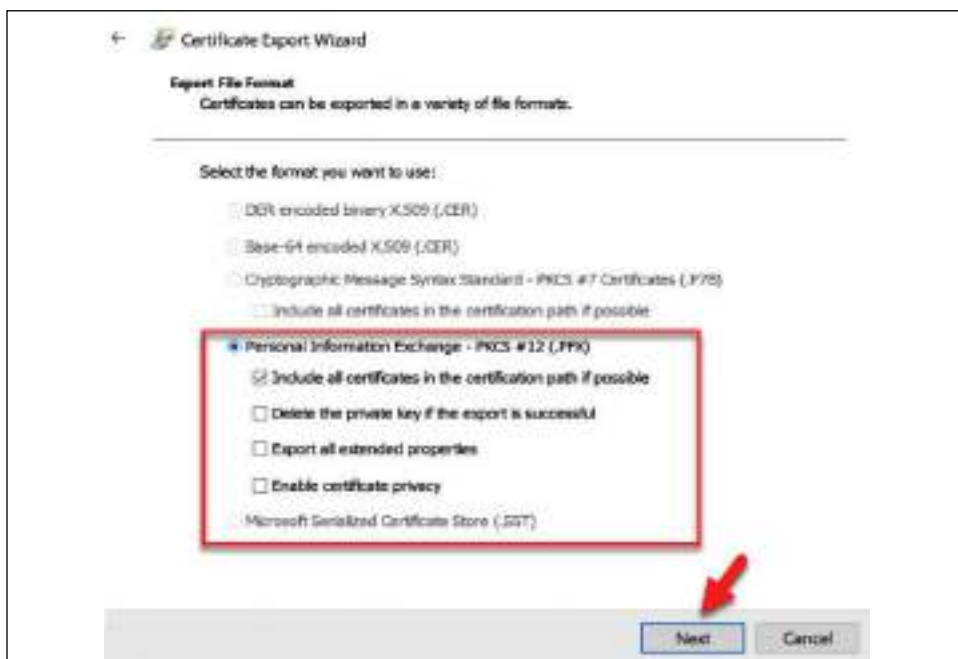 Certificate Export Wizard
Export File Format
Certificates can be exported in a variety of file formats.
Select the format you want to use:
DER encoded binary X.509 (.CER)
Base-64 encoded X.509 (.CER)
Cryptographic Message Syntax Standard - PKCS #7 Certificates (.P7B)
Include all certificates in the certification path if possible
Personal Information Exchange - PKCS #12 (.PFX)
Include all certificates in the certification path if possible
Delete the private key if the export is successful
Export all extended properties
Enable certificate privacy
Microsoft Serialized Certificate Store (.SST)
Next Cancel